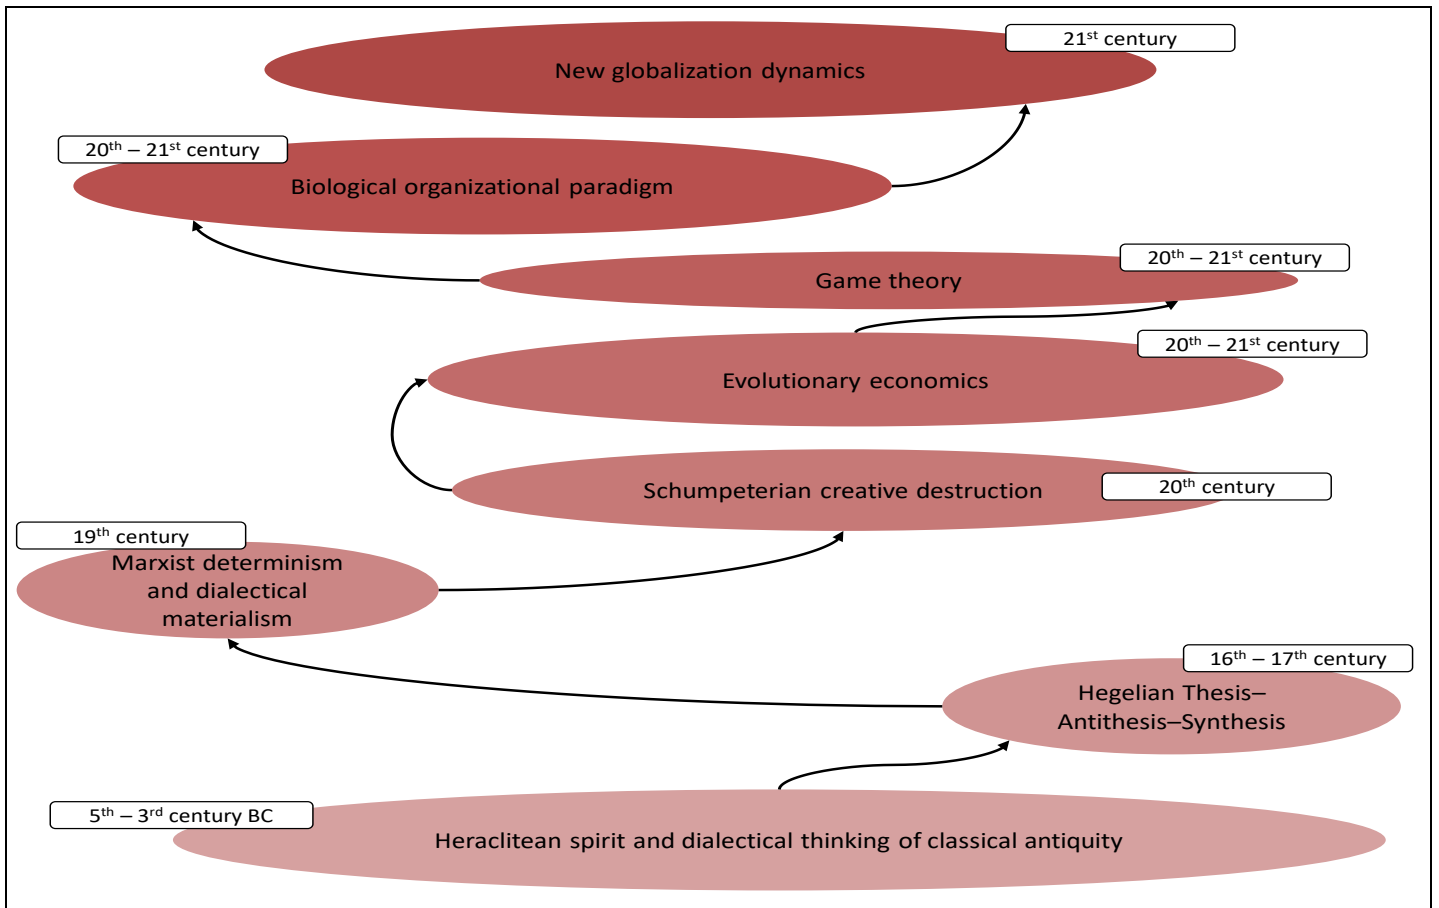 21st century
New globalization dynamics
20th – 21st century
Biological organizational paradigm
20th – 21st century
Game theory
20th – 21st century
Evolutionary economics
Schumpeterian creative destruction
20th century
19th century
Marxist determinism
and dialectical
materialism
16th – 17th century
Hegelian Thesis–
Antithesis–Synthesis
5th – 3rd century BC
Heraclitean spirit and dialectical thinking of classical antiquity